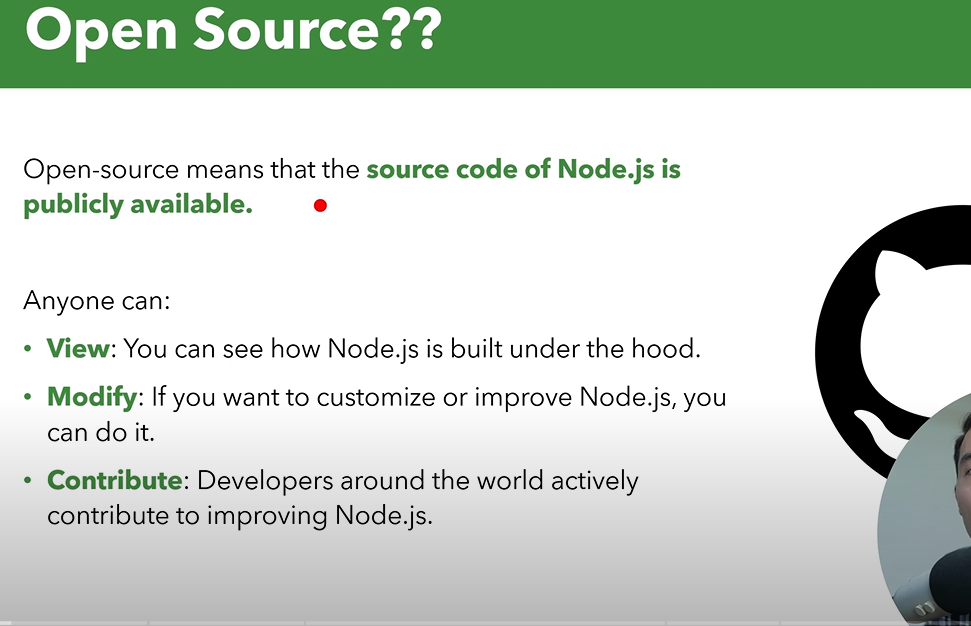 Open Source??
Open-source means that the source code of Node.js is
publicly available.
Anyone can:
• View: You can see how Node.js is built under the hood.
• Modify: If you want to customize or improve Node.js, you
can do it.
• Contribute: Developers around the world actively
contribute to improving Node.js.